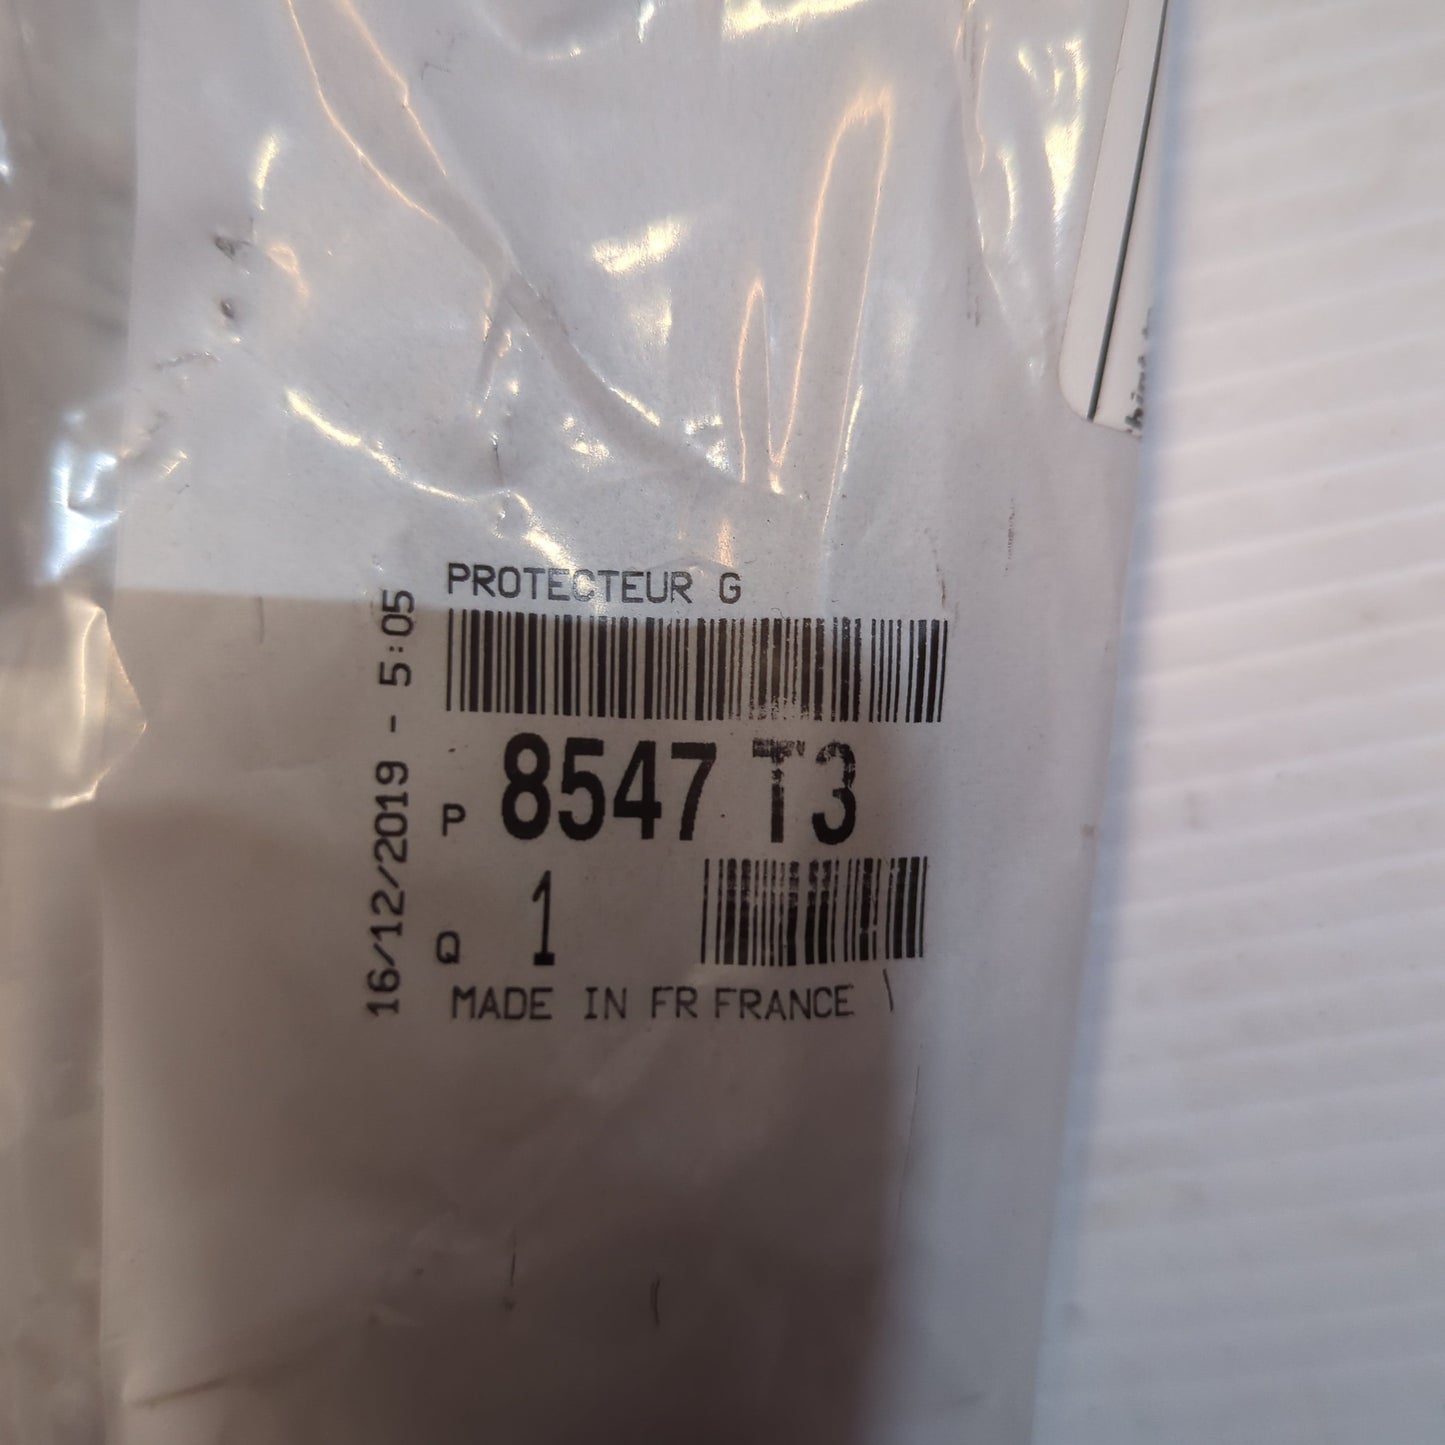 PROTECTEUR G
16/12/2019 - 5:05
P 8547 T3
Q 1
MADE IN FR FRANCE